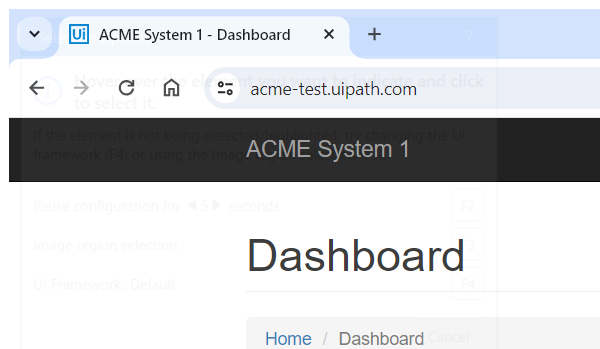 Ui ACME System 1 - Dashboard
?
Hover over the element you want to indicate and click
to select it.
acme-test.uipath.com
If the element is not being detected/highlighted, try changing the UI
framework (F4) or using the Image
ACME System 1
Pause configuration for 5 seconds F2
Image region selection F3
Dashboard
UI Framework: Default F4
Home / Dashboard
Cancel